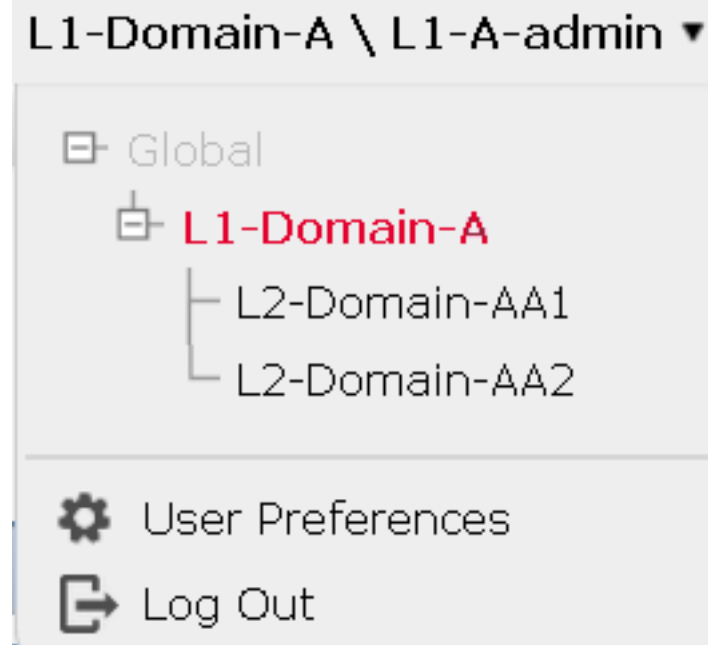 L1-Domain-A \ L1-A-admin
Global
L1-Domain-A
L2-Domain-AA1
L2-Domain-AA2
User Preferences
Log Out